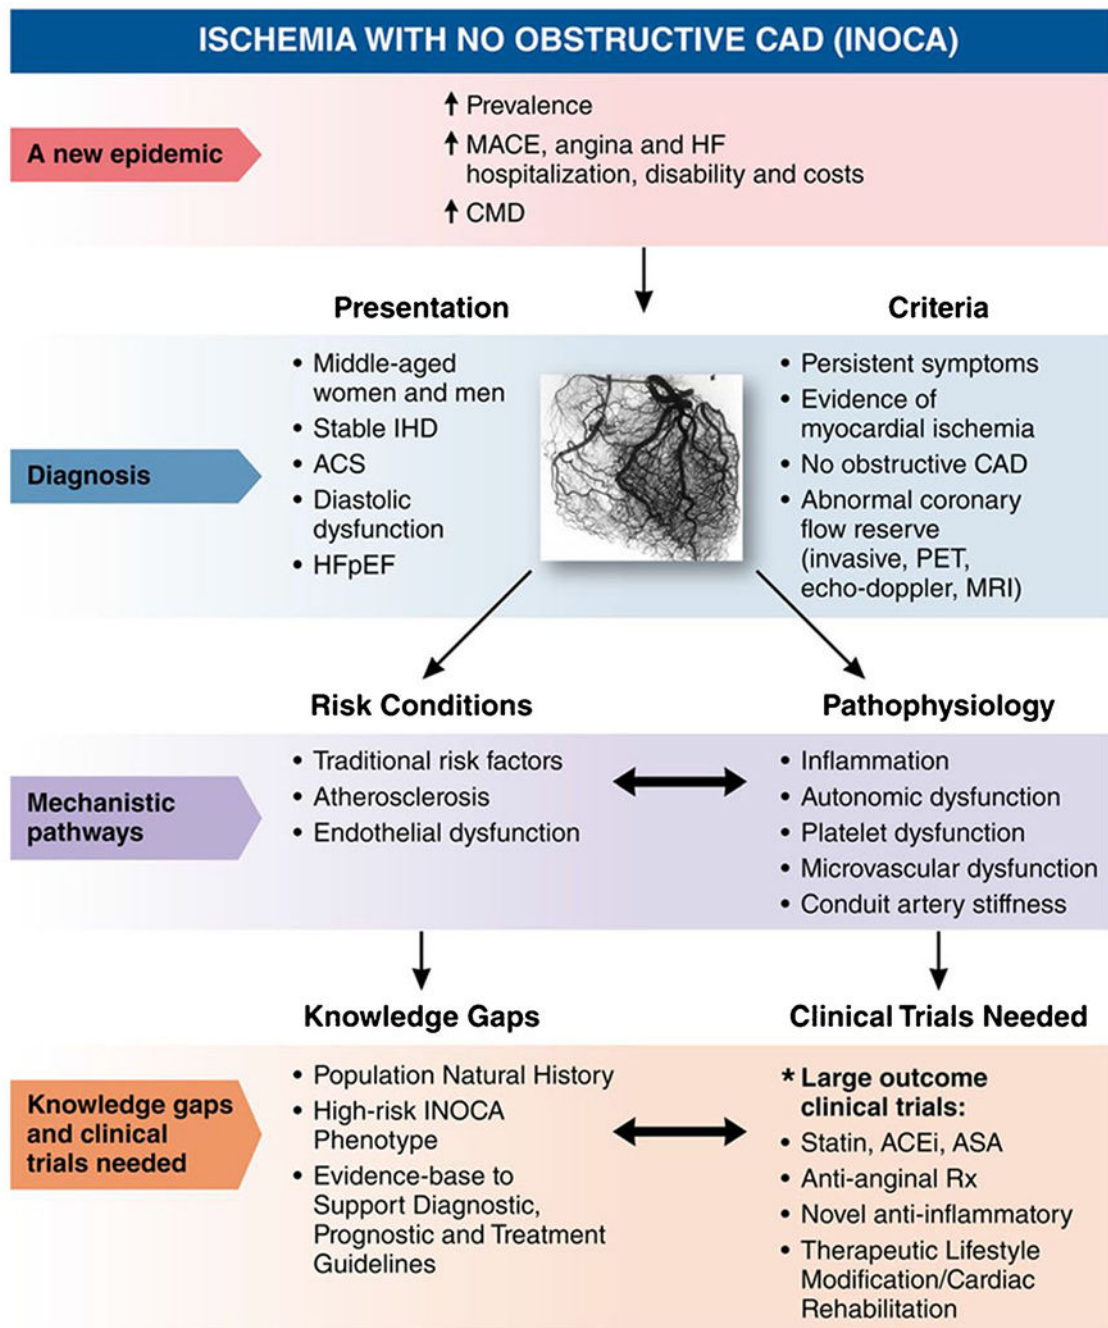 ISCHEMIA WITH NO OBSTRUCTIVE CAD (INOCA)
A new epidemic
↑ Prevalence
↑ MACE, angina and HF
hospitalization, disability and costs
↑ CMD
Presentation
Criteria
Diagnosis
• Middle-aged
women and men
• Stable IHD
• ACS
• Diastolic
dysfunction
• HFpEF
• Persistent symptoms
• Evidence of
myocardial ischemia
• No obstructive CAD
• Abnormal coronary
flow reserve
(invasive, PET,
echo-doppler, MRI)
Risk Conditions
Pathophysiology
Mechanistic
pathways
• Traditional risk factors
• Atherosclerosis
• Endothelial dysfunction
• Inflammation
• Autonomic dysfunction
• Platelet dysfunction
• Microvascular dysfunction
• Conduit artery stiffness
Knowledge Gaps
Clinical Trials Needed
Knowledge gaps
and clinical
trials needed
• Population Natural History
• High-risk INOCA
Phenotype
• Evidence-base to
Support Diagnostic,
Prognostic and Treatment
Guidelines
* Large outcome
clinical trials:
• Statin, ACEi, ASA
• Anti-anginal Rx
• Novel anti-inflammatory
• Therapeutic Lifestyle
Modification/Cardiac
Rehabilitation